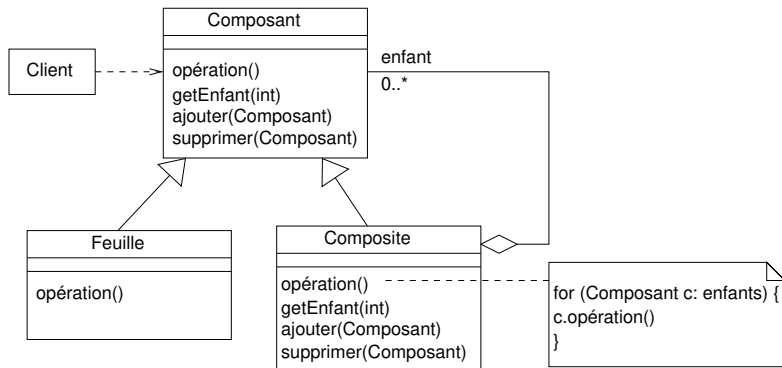 Composant
opération()
getEnfant(int)
ajouter(Composant)
supprimer(Composant)
Client
enfant
0..*
Feuille
opération()
Composite
opération()
getEnfant(int)
ajouter(Composant)
supprimer(Composant)
for (Composant c: enfants) {
c.opération()
}